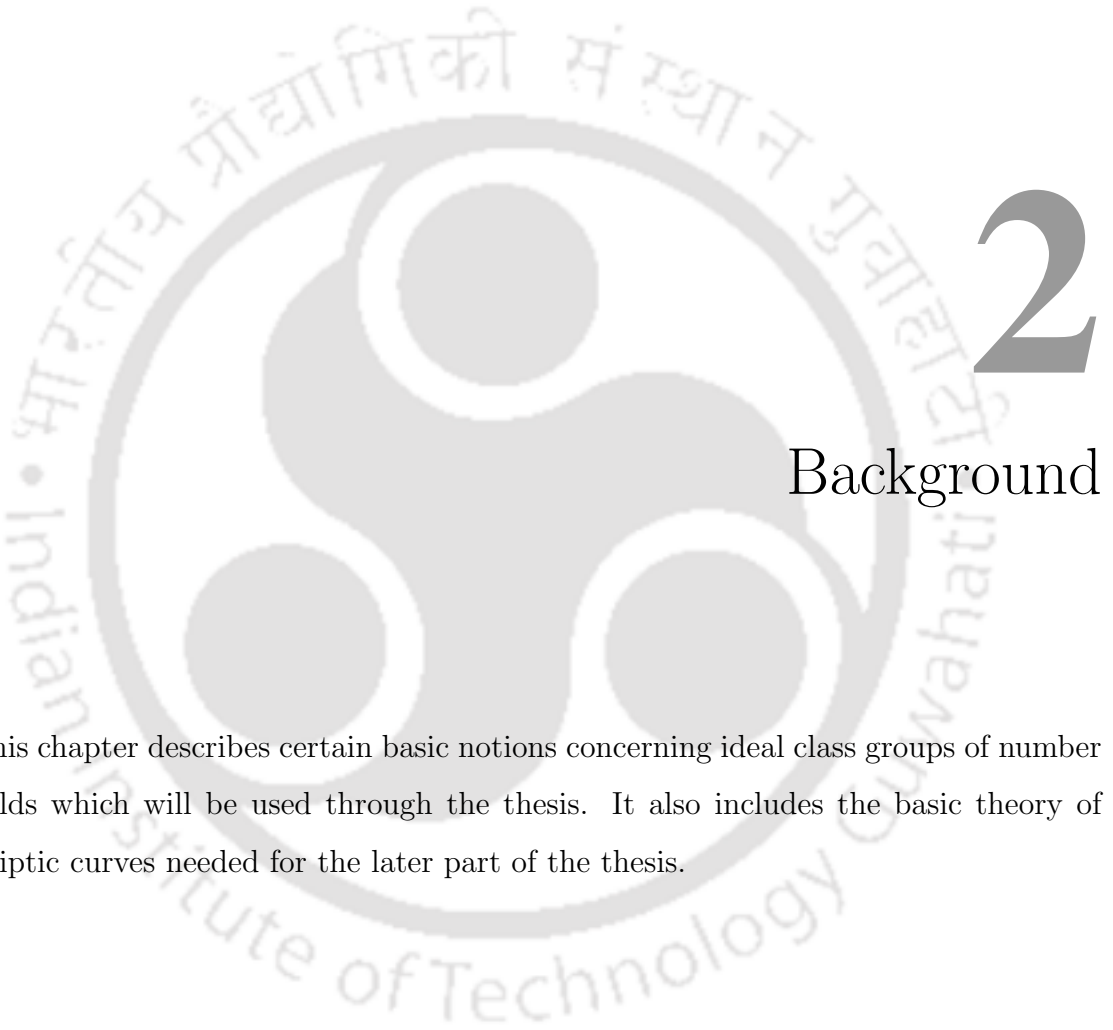 2
Background
his chapter describes certain basic notions concerning ideal class groups of number
lds which will be used through the thesis. It also includes the basic theory of
iptic curves needed for the later part of the thesis.
भारतीय प्रौद्योगिकी संस्थान गुवाहाटी
Indian Institute of Technology Guwahati